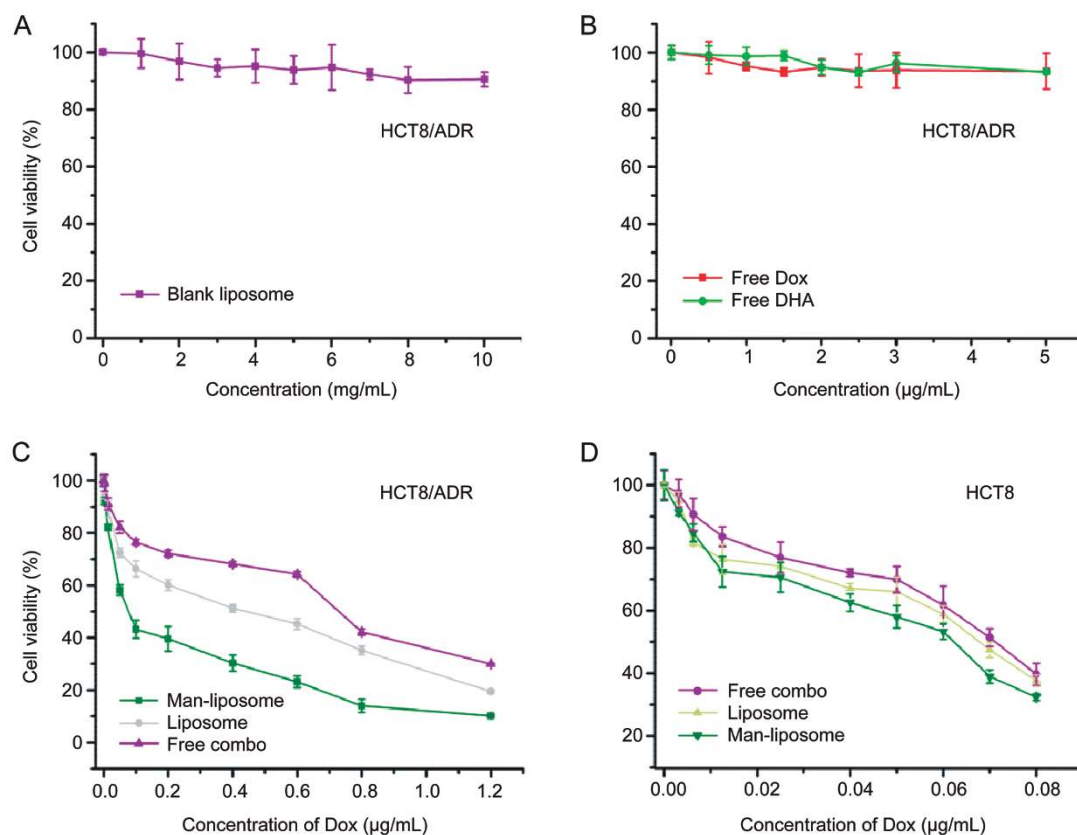 A
Cell viability (%)
100
80
60
40
20
0
HCT8/ADR
Blank liposome
0 2 4 6 8 10
Concentration (mg/mL)
B
100
80
60
40
20
0
HCT8/ADR
Free Dox
Free DHA
0 1 2 3 4 5
Concentration (µg/mL)
C
Cell viability (%)
100
80
60
40
20
0
HCT8/ADR
Man-liposome
Liposome
Free combo
0.0 0.2 0.4 0.6 0.8 1.0 1.2
Concentration of Dox (µg/mL)
D
100
80
60
40
20
HCT8
Free combo
Liposome
Man-liposome
0.00 0.02 0.04 0.06 0.08
Concentration of Dox (µg/mL)